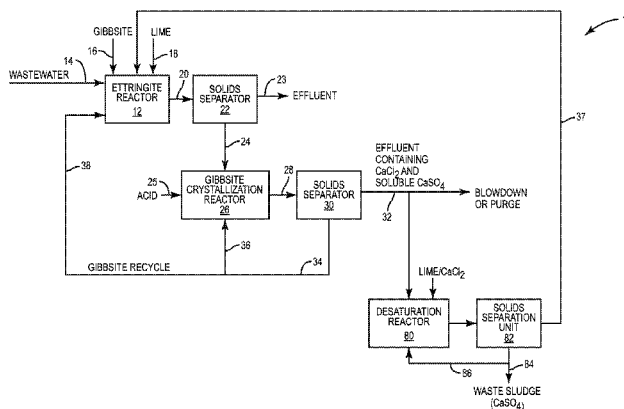 GIBBSITE
LIME
16
18
14
WASTEWATER
ETTRINGITE
REACTOR
12
20
SOLIDS
SEPARATOR
22
23
EFFLUENT
37
24
38
25
ACID
GIBBSITE
CRYSTALLIZATION
REACTOR
26
28
SOLIDS
SEPARATOR
30
EFFLUENT
CONTAINING
CaCl2 AND
SOLUBLE CaSO4
32
BLOWDOWN
OR PURGE
36
34
GIBBSITE RECYCLE
LIME/CaCl2
DESATURATION
REACTOR
80
SOLIDS
SEPARATION
UNIT
82
86
84
WASTE SLUDGE
(CaSO4)